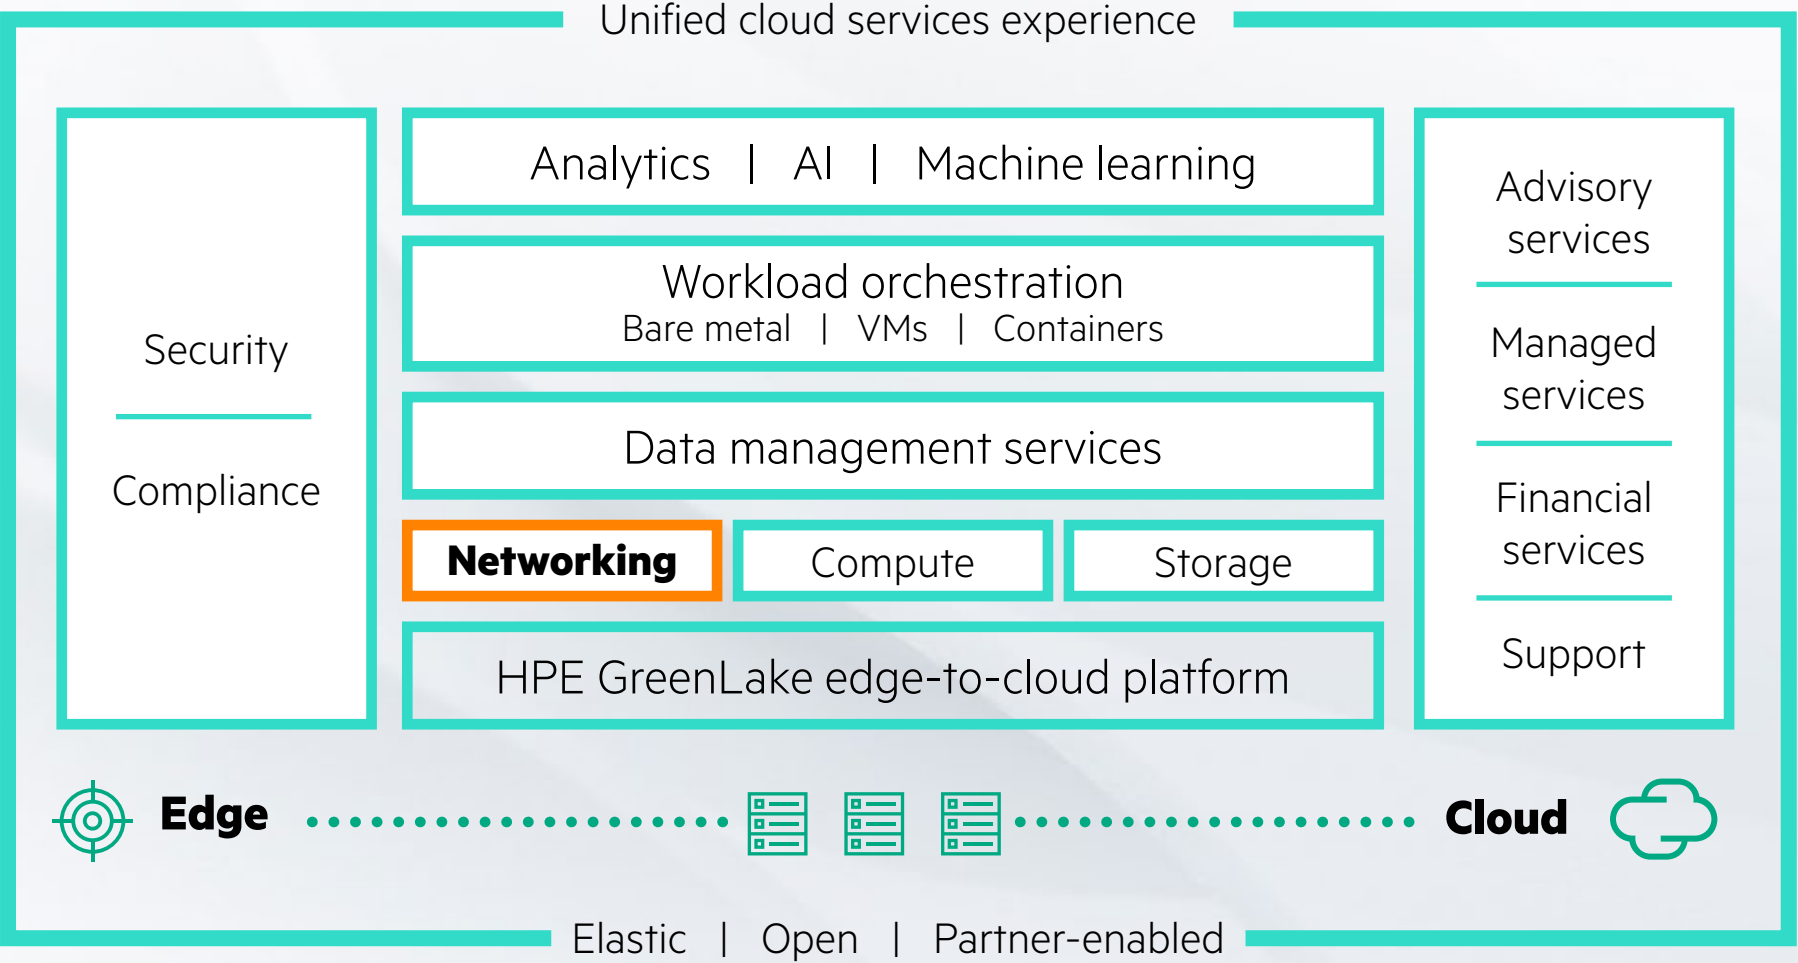 Unified cloud services experience
Security
Compliance
Analytics | AI | Machine learning
Workload orchestration
Bare metal | VMs | Containers
Data management services
Networking
Compute
Storage
HPE GreenLake edge-to-cloud platform
Advisory
services
Managed
services
Financial
services
Support
Edge
Cloud
Elastic | Open | Partner-enabled